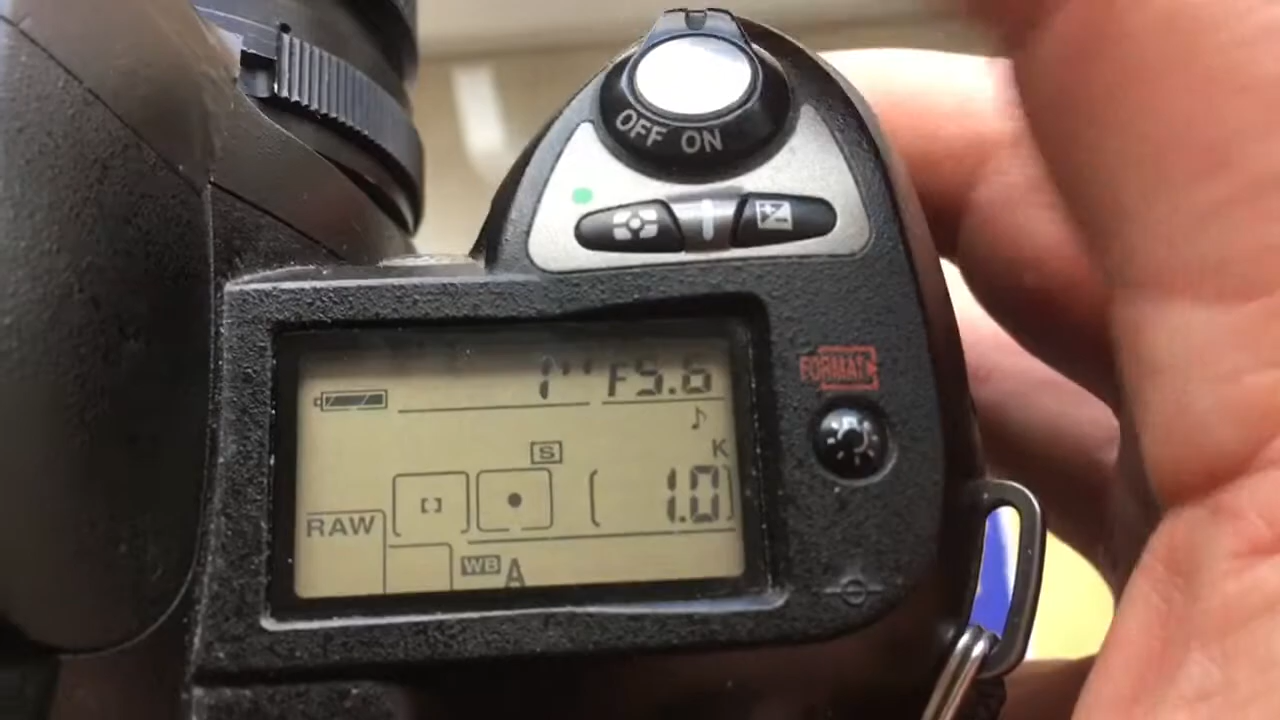 OFF ON
FORMAT
1'' F5.6
K
S
[1.0]
RAW
WB A